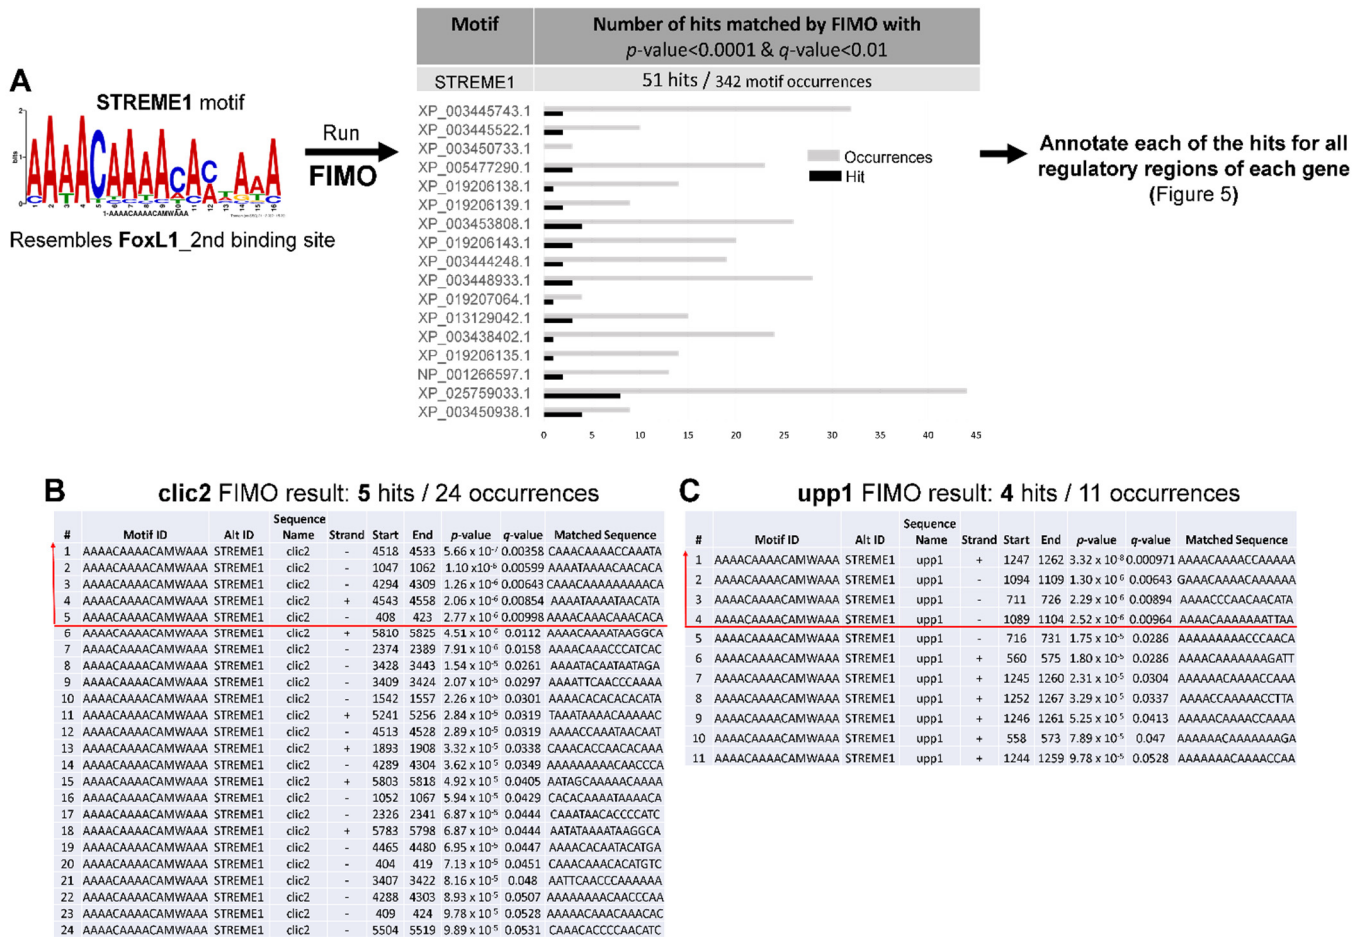 Motif Number of hits matched by FIMO with
p-value<0.0001 & q-value<0.01
STREME1 51 hits / 342 motif occurrences
A
STREME1 motif
2
bits
1
0
1 2 3 4 5 6 7 8 9 10 11 12 13 14 15 16
1-AAAACAAAACAMWAAA
Resembles FoxL1_2nd binding site
Run
FIMO
XP_003445743.1
XP_003445522.1
XP_003450733.1
XP_005477290.1
XP_019206138.1
XP_019206139.1
XP_003453808.1
XP_019206143.1
XP_003444248.1
XP_003448933.1
XP_019207064.1
XP_013129042.1
XP_003438402.1
XP_019206135.1
NP_001266597.1
XP_025759033.1
XP_003450938.1
0 5 10 15 20 25 30 35 40 45
Occurrences
Hit
Annotate each of the hits for all
regulatory regions of each gene
(Figure 5)
B clic2 FIMO result: 5 hits / 24 occurrences
# Motif ID Alt ID Sequence Name Strand Start End p-value q-value Matched Sequence
1 AAAACAAAACAMWAAA STREME1 clic2 - 4518 4533 5.66 x 10-7 0.00358 CAAACAAAACCAAATA
2 AAAACAAAACAMWAAA STREME1 clic2 - 1047 1062 1.10 x10-6 0.00599 AAAATAAAACAACACA
3 AAAACAAAACAMWAAA STREME1 clic2 - 4294 4309 1.26 x 10-6 0.00643 CAAACAAAAAAAAACA
4 AAAACAAAACAMWAAA STREME1 clic2 + 4543 4558 2.06 x 10-6 0.00854 AAAATAAAATAACATA
5 AAAACAAAACAMWAAA STREME1 clic2 - 408 423 2.77 x 10-6 0.00998 AAAACAAACAAACACA
6 AAAACAAAACAMWAAA STREME1 clic2 + 5810 5825 4.51 x 10-6 0.0112 AAAACAAAATAAGGCA
7 AAAACAAAACAMWAAA STREME1 clic2 - 2374 2389 7.91 x 10-6 0.0158 AAAACAAACCCATCAC
8 AAAACAAAACAMWAAA STREME1 clic2 - 3428 3443 1.54 x 10-5 0.0261 AAAATACAATAATAGA
9 AAAACAAAACAMWAAA STREME1 clic2 - 3409 3424 2.07 x 10-5 0.0297 AAAATTCAACCCAAAA
10 AAAACAAAACAMWAAA STREME1 clic2 - 1542 1557 2.26 x 10-5 0.0301 AAAACACACACACATA
11 AAAACAAAACAMWAAA STREME1 clic2 + 5241 5256 2.84 x 10-5 0.0319 TAAATAAAACAAAAAC
12 AAAACAAAACAMWAAA STREME1 clic2 - 4513 4528 2.89 x 10-5 0.0319 AAAACCAAATAACAAT
13 AAAACAAAACAMWAAA STREME1 clic2 + 1893 1908 3.32 x 10-5 0.0338 CAAACACCAACACAAA
14 AAAACAAAACAMWAAA STREME1 clic2 - 4289 4304 3.62 x 10-5 0.0349 AAAAAAAAACAACCCA
15 AAAACAAAACAMWAAA STREME1 clic2 + 5803 5818 4.92 x 10-5 0.0405 AATAGCAAAAACAAAA
16 AAAACAAAACAMWAAA STREME1 clic2 - 1052 1067 5.94 x 10-5 0.0429 CACACAAAATAAAACA
17 AAAACAAAACAMWAAA STREME1 clic2 - 2326 2341 6.87 x 10-5 0.0444 CAAATAACACCCCATC
18 AAAACAAAACAMWAAA STREME1 clic2 + 5783 5798 6.87 x 10-5 0.0444 AATATAAAATAAGGCA
19 AAAACAAAACAMWAAA STREME1 clic2 - 4465 4480 6.95 x 10-5 0.0447 AAAACACAATACATGA
20 AAAACAAAACAMWAAA STREME1 clic2 - 404 419 7.13 x 10-5 0.0451 CAAACAAACACATGTC
21 AAAACAAAACAMWAAA STREME1 clic2 - 3407 3422 8.16 x 10-5 0.048 AATTCAACCCAAAAAA
22 AAAACAAAACAMWAAA STREME1 clic2 - 4288 4303 8.93 x 10-5 0.0507 AAAAAAAACAACCCAA
23 AAAACAAAACAMWAAA STREME1 clic2 - 409 424 9.78 x 10-5 0.0528 AAAAACAAACAAACAC
24 AAAACAAAACAMWAAA STREME1 clic2 - 5504 5519 9.89 x 10-5 0.0531 CAAACACCCCAACATC
C upp1 FIMO result: 4 hits / 11 occurrences
# Motif ID Alt ID Sequence Name Strand Start End p-value q-value Matched Sequence
1 AAAACAAAACAMWAAA STREME1 upp1 + 1247 1262 3.32 x 10-8 0.000971 AAAACAAAACCAAAAA
2 AAAACAAAACAMWAAA STREME1 upp1 - 1094 1109 1.30 x 10-6 0.00643 GAAACAAAACAAAAAA
3 AAAACAAAACAMWAAA STREME1 upp1 - 711 726 2.29 x 10-6 0.00894 AAAACCCAACAACATA
4 AAAACAAAACAMWAAA STREME1 upp1 - 1089 1104 2.52 x 10-6 0.00964 AAAACAAAAAAATTAA
5 AAAACAAAACAMWAAA STREME1 upp1 - 716 731 1.75 x 10-5 0.0286 AAAAAAAAACCCAACA
6 AAAACAAAACAMWAAA STREME1 upp1 + 560 575 1.80 x 10-5 0.0286 AAAACAAAAAAAGATT
7 AAAACAAAACAMWAAA STREME1 upp1 + 1245 1260 2.31 x 10-5 0.0304 AAAAAACAAAACCAAA
8 AAAACAAAACAMWAAA STREME1 upp1 + 1252 1267 3.29 x 10-5 0.0337 AAAACCAAAAACCTTA
9 AAAACAAAACAMWAAA STREME1 upp1 + 1246 1261 5.25 x 10-5 0.0413 AAAAACAAAACCAAAA
10 AAAACAAAACAMWAAA STREME1 upp1 + 558 573 7.89 x 10-5 0.047 AAAAAACAAAAAAAGA
11 AAAACAAAACAMWAAA STREME1 upp1 + 1244 1259 9.78 x 10-5 0.0528 AAAAAAACAAAACCAA